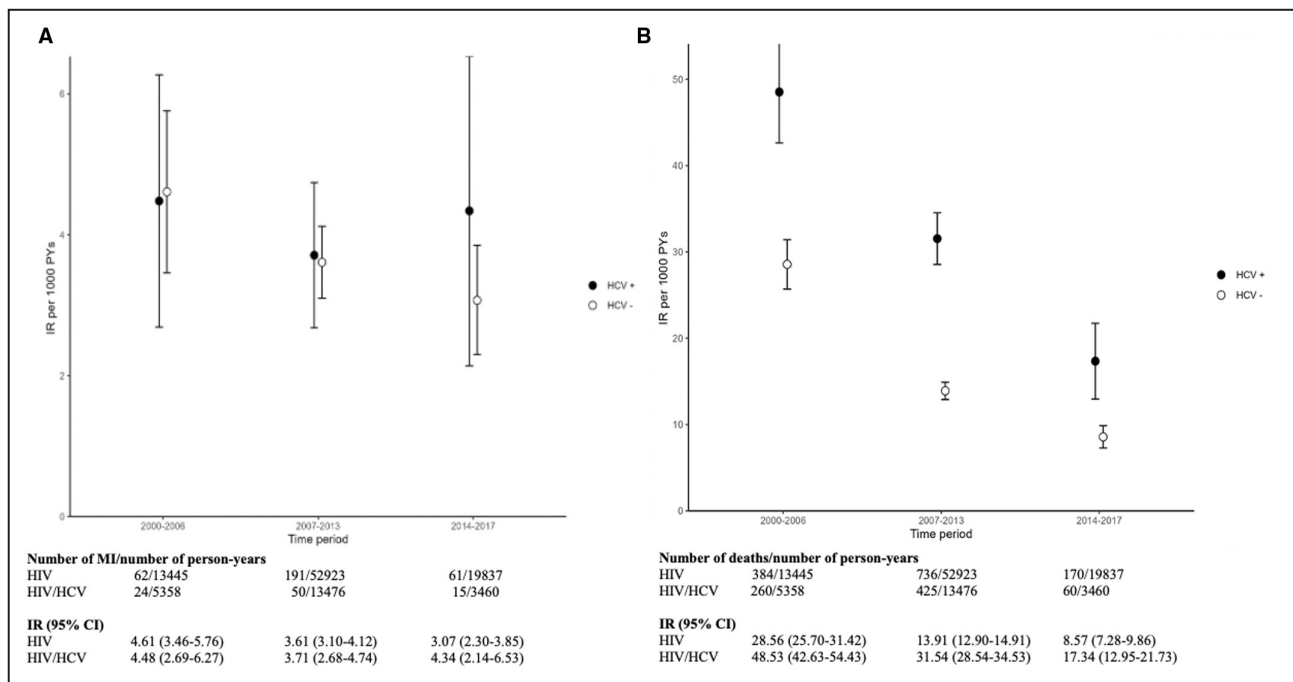 A
6
4
2
0
IR per 1000 PYs
2000-2006 2007-2013 2014-2017
Time period
HCV +
HCV -
Number of MI/number of person-years
HIV 62/13445 191/52923 61/19837
HIV/HCV 24/5358 50/13476 15/3460
IR (95% CI)
HIV 4.61 (3.46-5.76) 3.61 (3.10-4.12) 3.07 (2.30-3.85)
HIV/HCV 4.48 (2.69-6.27) 3.71 (2.68-4.74) 4.34 (2.14-6.53)
B
50
40
30
20
10
0
IR per 1000 PYs
2000-2006 2007-2013 2014-2017
Time period
HCV +
HCV -
Number of deaths/number of person-years
HIV 384/13445 736/52923 170/19837
HIV/HCV 260/5358 425/13476 60/3460
IR (95% CI)
HIV 28.56 (25.70-31.42) 13.91 (12.90-14.91) 8.57 (7.28-9.86)
HIV/HCV 48.53 (42.63-54.43) 31.54 (28.54-34.53) 17.34 (12.95-21.73)